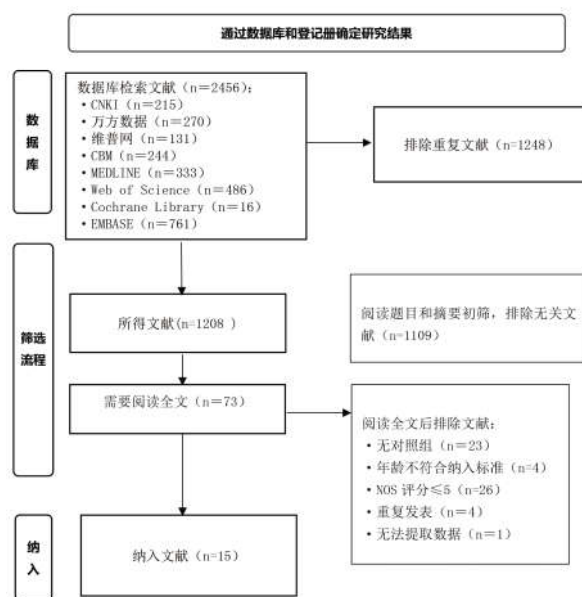 通过数据库和登记册确定研究结果
数
据
库
数据库检索文献（n＝2456）：
•CNKI（n＝215）
•万方数据（n＝270）
•维普网（n＝131）
•CBM（n＝244）
•MEDLINE（n＝333）
•Web of Science（n＝486）
•Cochrane Library（n＝16）
•EMBASE（n＝761）
排除重复文献（n=1248）
筛选
流程
所得文献(n=1208 )
阅读题目和摘要初筛，排除无关文
献（n=1109）
需要阅读全文（n＝73）
阅读全文后排除文献：
•无对照组（n＝23）
•年龄不符合纳入标准（n=4）
•NOS 评分≤5（n=26）
•重复发表（n＝4）
•无法提取数据（n＝1）
纳
入
纳入文献（n=15）